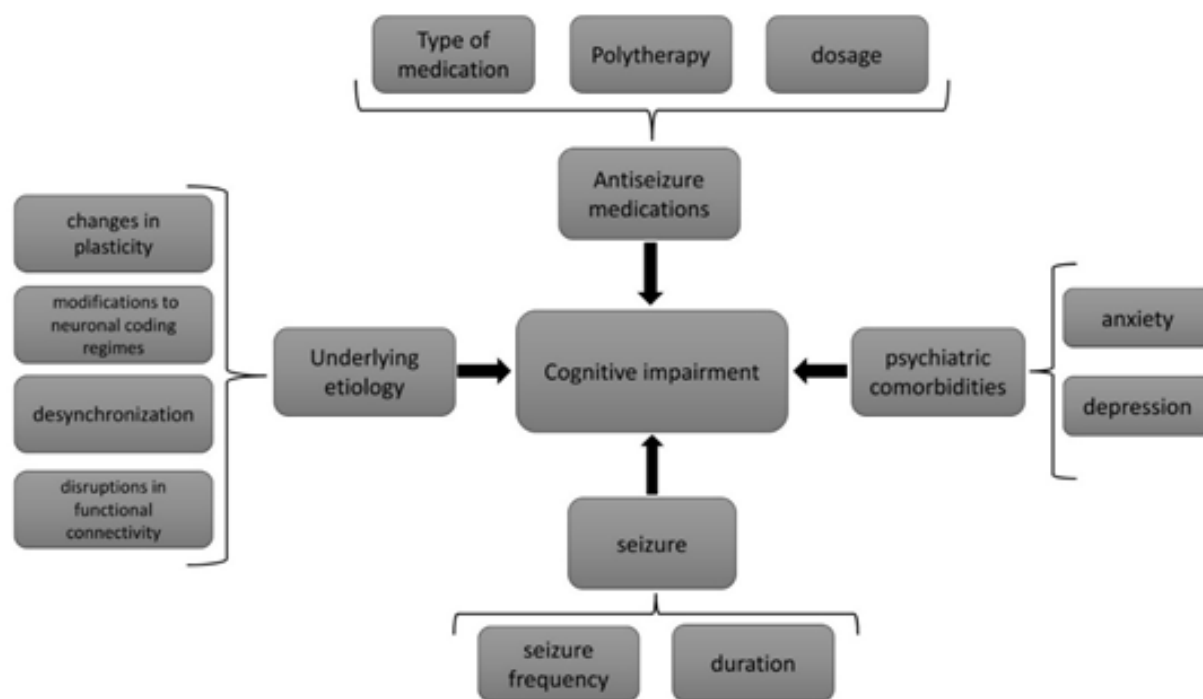 Type of
medication
Polytherapy
dosage
Antiseizure
medications
changes in
plasticity
modifications to
neuronal coding
regimes
desynchronization
disruptions in
functional
connectivity
Underlying
etiology
Cognitive impairment
psychiatric
comorbidities
anxiety
depression
seizure
seizure
frequency
duration